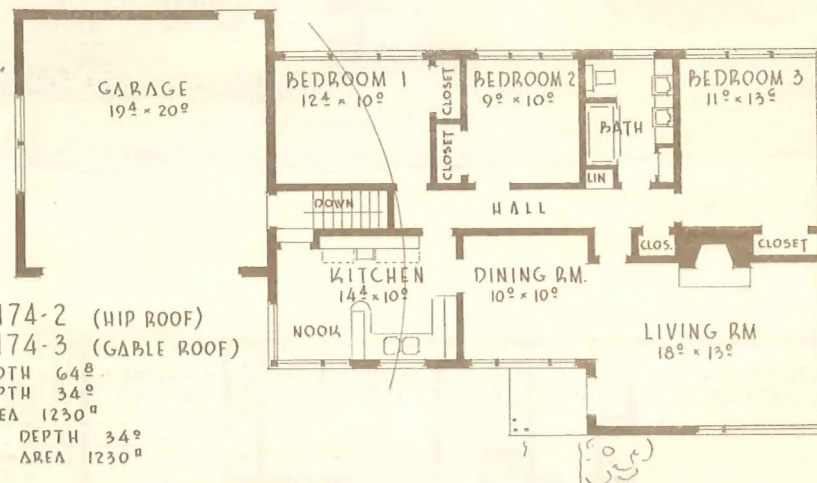 GARAGE
19⁴ × 20⁰
BEDROOM 1
12⁴ × 10⁰
CLOSET
CLOSET
BEDROOM 2
9⁰ × 10⁰
BATH
LIN
BEDROOM 3
11⁰ × 13⁶
DOWN
HALL
CLOS.
CLOSET
KITCHEN
14⁴ × 10⁰
NOOK
DINING RM.
10⁰ × 10⁰
LIVING RM
18⁰ × 13⁰
174-2 (HIP ROOF)
174-3 (GABLE ROOF)
DTH 64⁸
PTH 34⁰
EA 1230
DEPTH 34⁰
AREA 1230